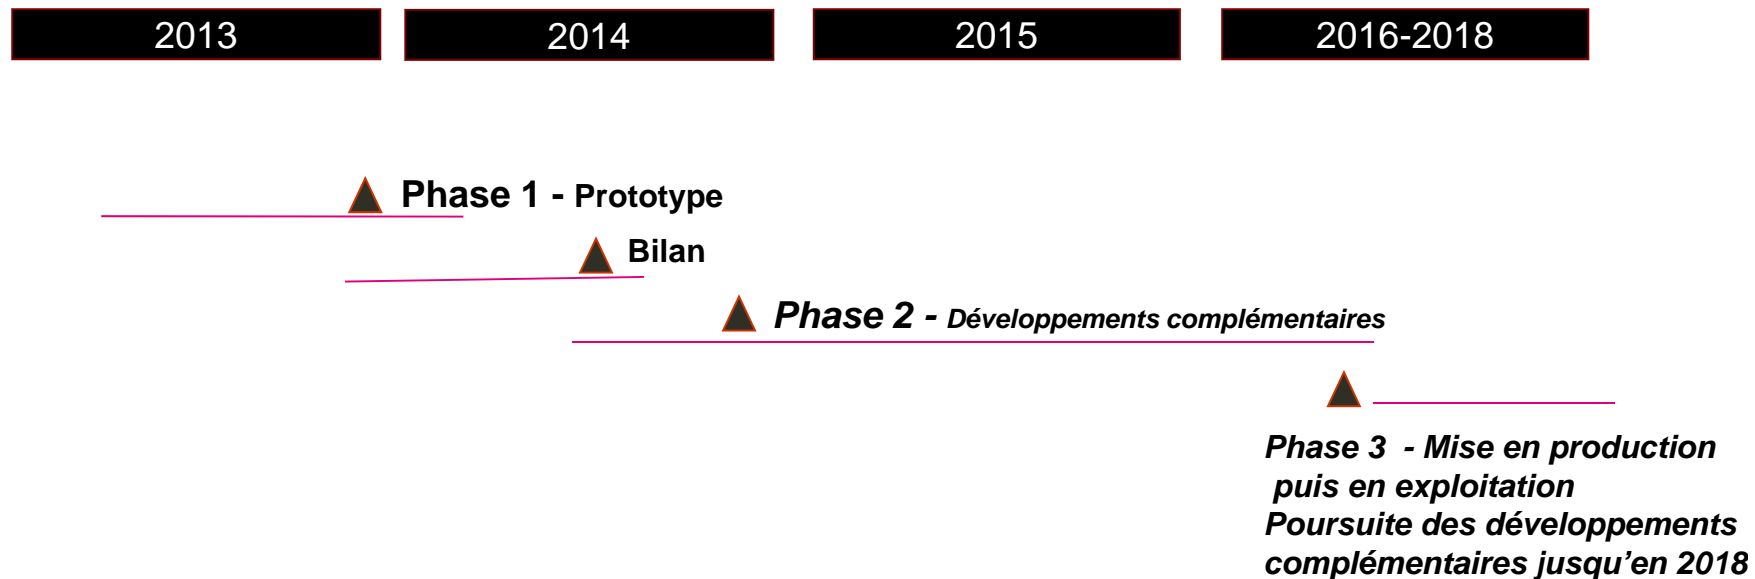 2013
2014
2015
2016-2018
Phase 1 - Prototype
Bilan
Phase 2 - Développements complémentaires
Phase 3 - Mise en production
puis en exploitation
Poursuite des développements
complémentaires jusqu’en 2018